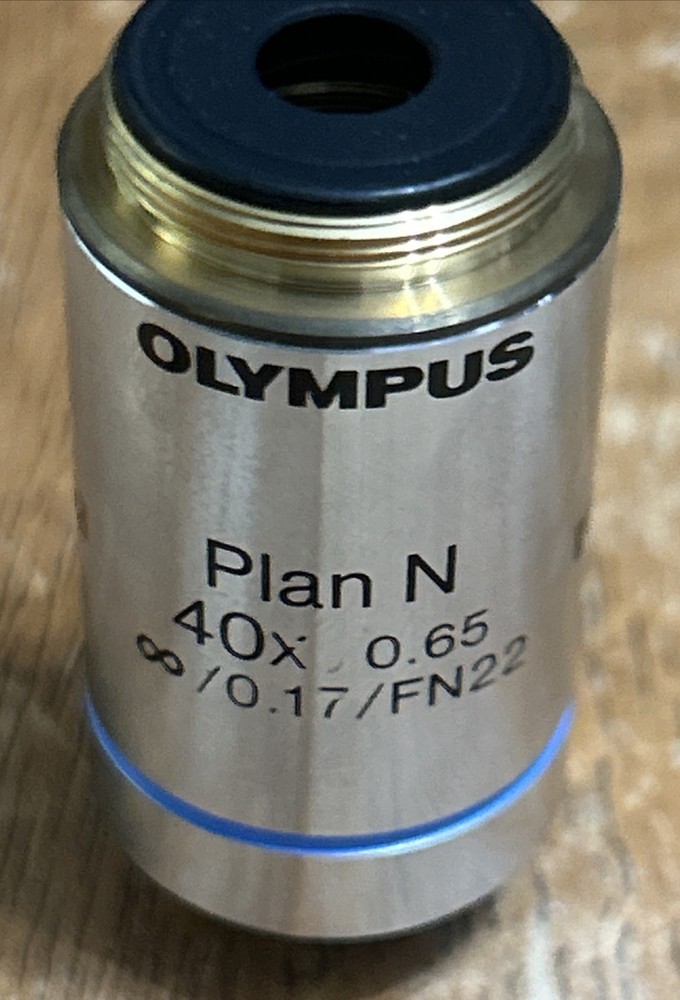 OLYMPUS
Plan N
40x 0.65
∞/0.17/FN22